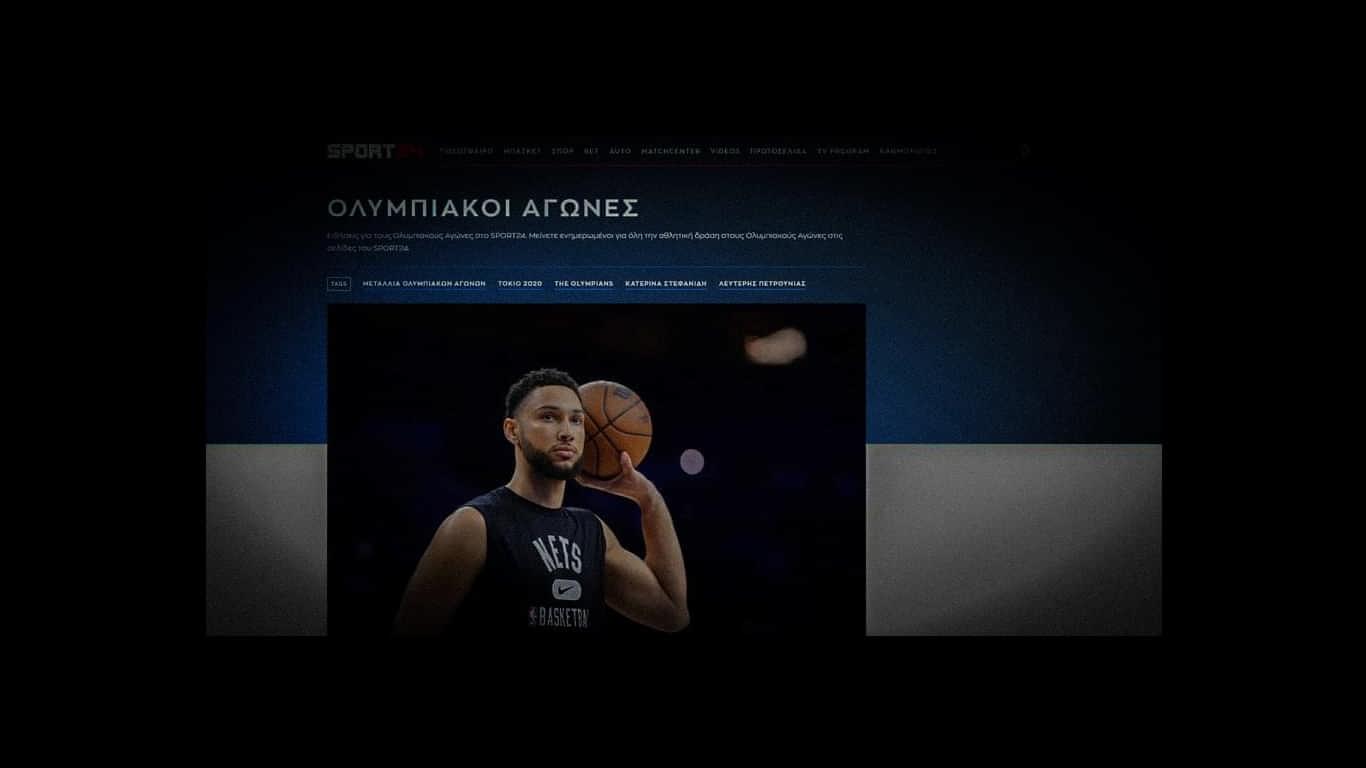 SPORT24
ΠΟΔΟΣΦΑΙΡΟ ΜΠΑΣΚΕΤ ΣΠΟΡ BET AUTO MATCHCENTER VIDEOS ΠΡΩΤΟΣΕΛΙΔΑ TV PROGRAM ΒΑΘΜΟΛΟΓΙΕΣ
ΟΛΥΜΠΙΑΚΟΙ ΑΓΩΝΕΣ
Ειδήσεις για τους Ολυμπιακούς Αγώνες στο SPORT24. Μείνετε ενημερωμένοι για όλη την αθλητική δράση στους Ολυμπιακούς Αγώνες στις
σελίδες του SPORT24.
TAGS ΜΕΤΑΛΛΙΑ ΟΛΥΜΠΙΑΚΩΝ ΑΓΩΝΩΝ ΤΟΚΙΟ 2020 THE OLYMPIANS ΚΑΤΕΡΙΝΑ ΣΤΕΦΑΝΙΔΗ ΛΕΥΤΕΡΗΣ ΠΕΤΡΟΥΝΙΑΣ
NETS